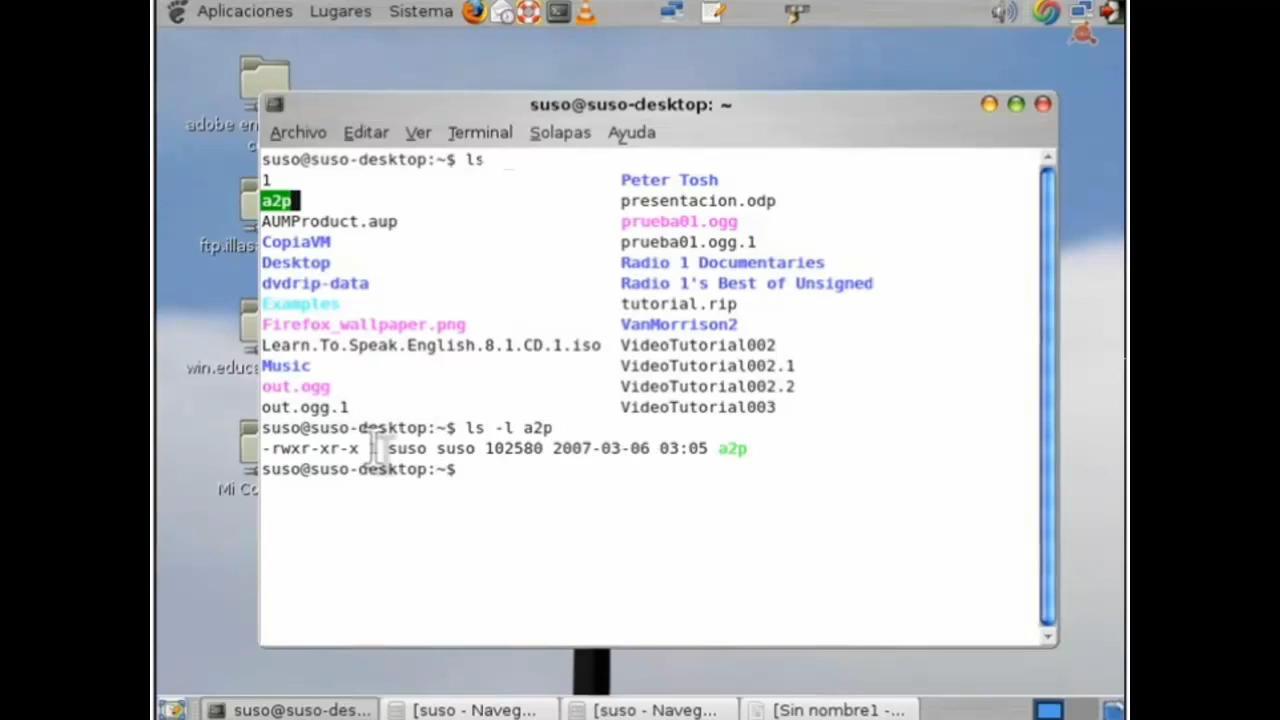 Aplicaciones Lugares Sistema
adobe en
ftp.illas
win.educa
Mi Co
suso@suso-desktop: ~
Archivo Editar Ver Terminal Solapas Ayuda
suso@suso-desktop:~$ ls
1 Peter Tosh
a2p presentacion.odp
AUMProduct.aup prueba01.ogg
CopiaVM prueba01.ogg.1
Desktop Radio 1 Documentaries
dvdrip-data Radio 1's Best of Unsigned
Examples tutorial.rip
Firefox_wallpaper.png VanMorrison2
Learn.To.Speak.English.8.1.CD.1.iso VideoTutorial002
Music VideoTutorial002.1
out.ogg VideoTutorial002.2
out.ogg.1 VideoTutorial003
suso@suso-desktop:~$ ls -l a2p
-rwxr-xr-x 1 suso suso 102580 2007-03-06 03:05 a2p
suso@suso-desktop:~$
suso@suso-des... [suso - Naveg... [suso - Naveg... [Sin nombre1 -...